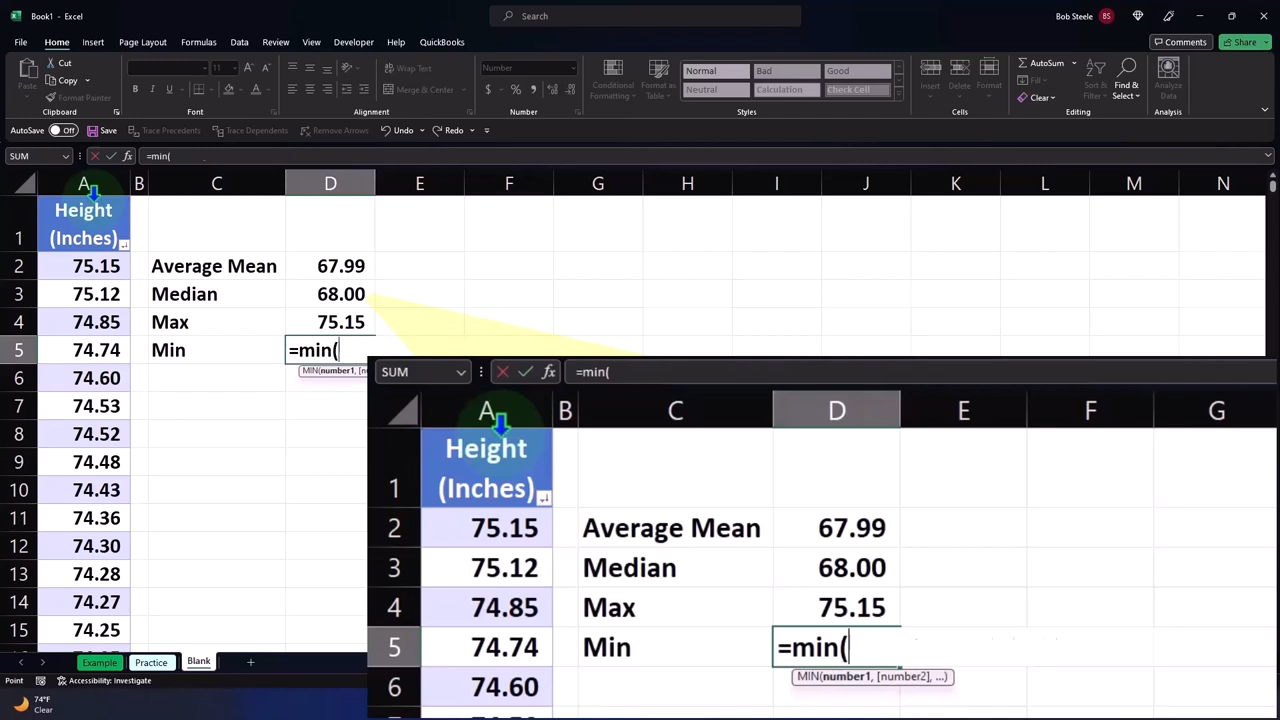 Book1 - Excel
Search
Bob Steele BS
File Home Insert Page Layout Formulas Data Review View Developer Help QuickBooks
Comments Share
Paste Cut Copy Format Painter Clipboard
11 Font
Wrap Text Merge & Center Alignment
Number Number
Conditional Formatting Format as Table
Normal Bad Good
Neutral Calculation Check Cell
Styles
Insert Delete Format Cells
AutoSum Clear Sort & Filter Find & Select Editing
Analyze Data Analysis
AutoSave Off Save Trace Precedents Trace Dependents Remove Arrows Undo Redo
SUM fx =min(
A B C D E F G H I J K L M N
1 Height (Inches)
2 75.15 Average Mean 67.99
3 75.12 Median 68.00
4 74.85 Max 75.15
5 74.74 Min =min(
MIN(number1, [nu
6 74.60
7 74.53
8 74.52
9 74.48
10 74.43
11 74.36
12 74.30
13 74.28
14 74.27
15 74.25
Example Practice Blank
Point Accessibility: Investigate
74°F
Clear
SUM fx =min(
A B C D E F G
1 Height (Inches)
2 75.15 Average Mean 67.99
3 75.12 Median 68.00
4 74.85 Max 75.15
5 74.74 Min =min(
MIN(number1, [number2], ...)
6 74.60